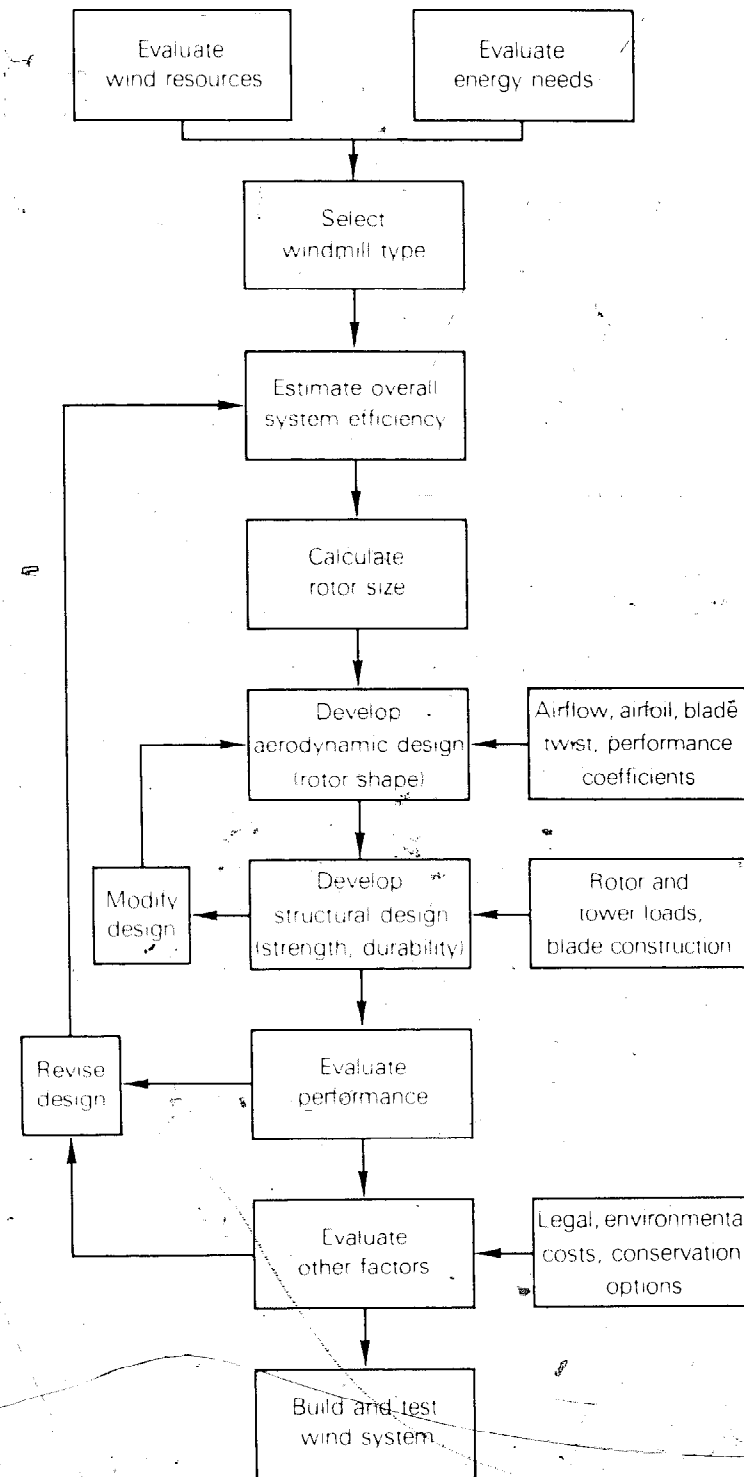 Evaluate
wind resources
Evaluate
energy needs
Select
windmill type
Estimate overall
system efficiency
Calculate
rotor size
Develop
aerodynamic design
(rotor shape)
Airflow, airfoil, blade
twist, performance
coefficients
Modify
design
Develop
structural design
(strength, durability)
Rotor and
tower loads,
blade construction
Revise
design
Evaluate
performance
Evaluate
other factors
Legal, environmenta
costs, conservation
options
Build and test
wind system